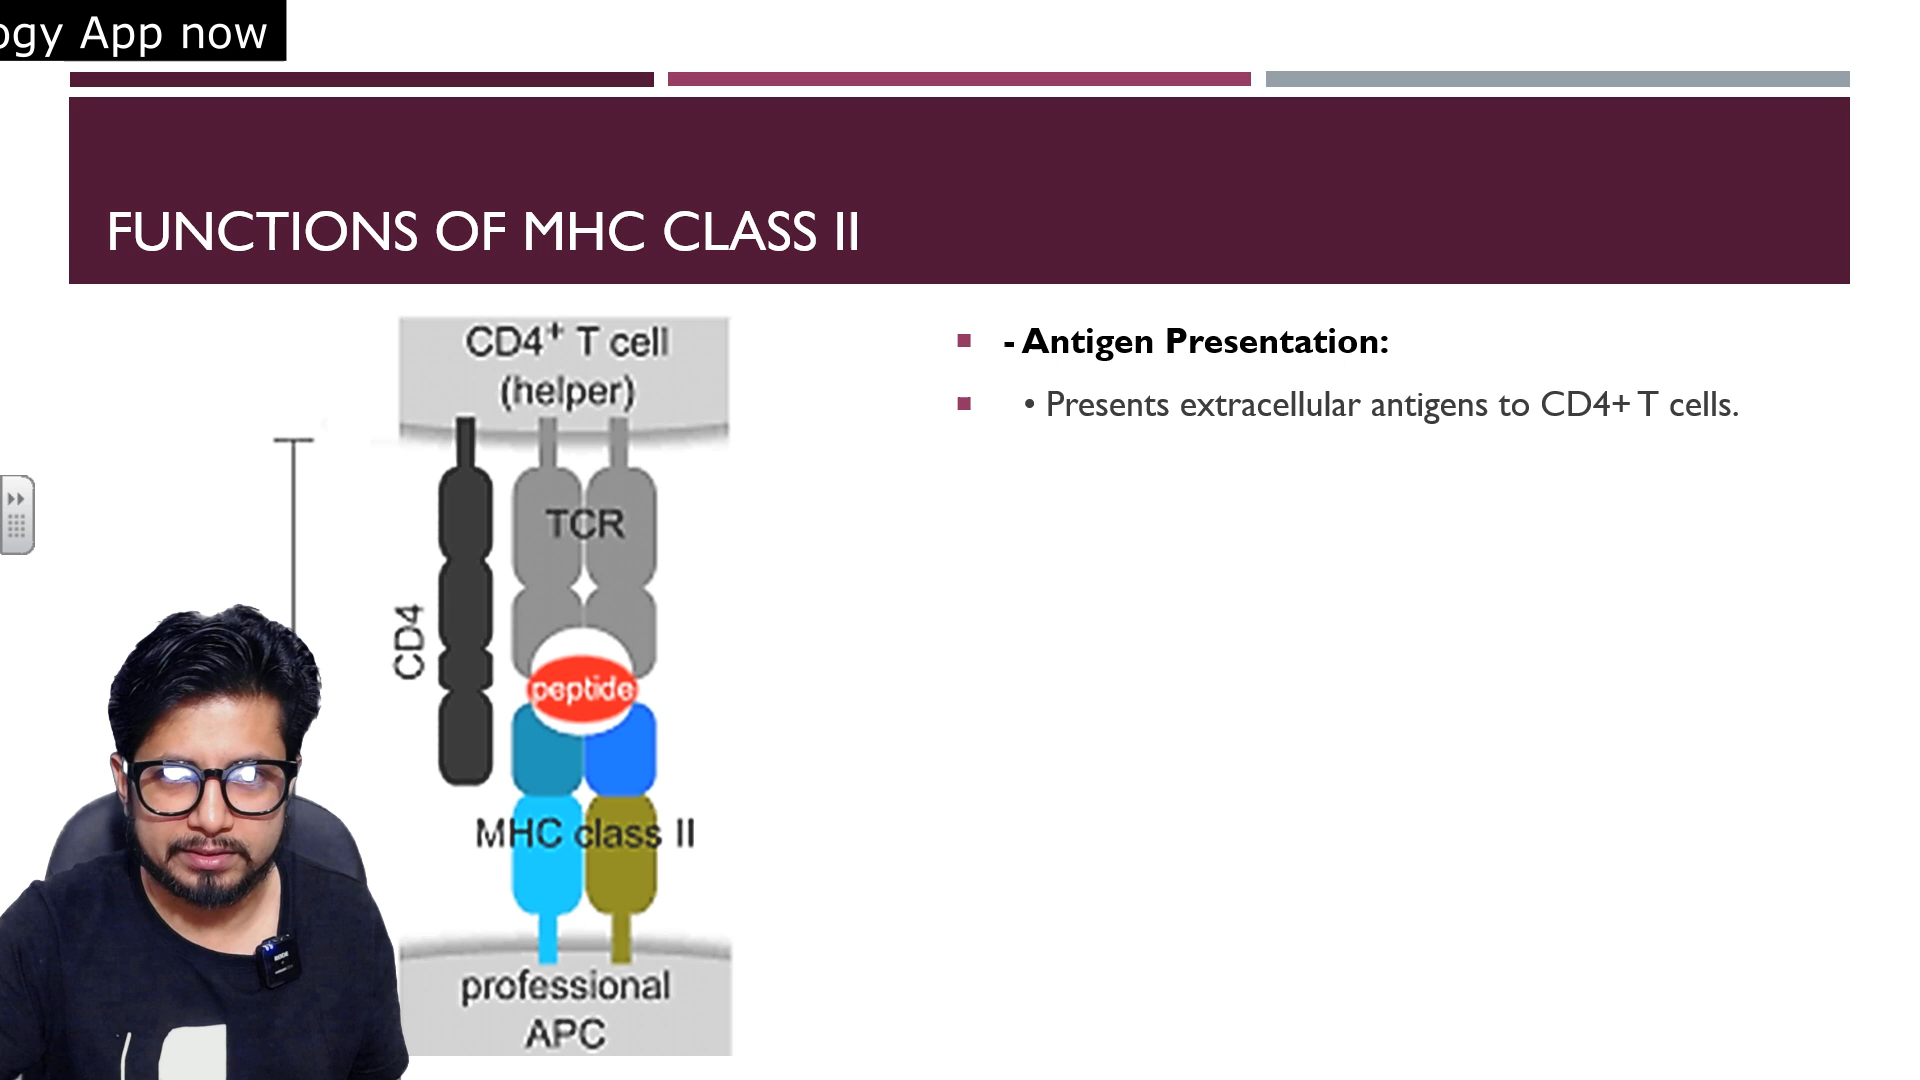 ogy App now
FUNCTIONS OF MHC CLASS II
CD4+ T cell
(helper)
TCR
CD4
peptide
MHC class II
professional
APC
- Antigen Presentation:
• Presents extracellular antigens to CD4+ T cells.